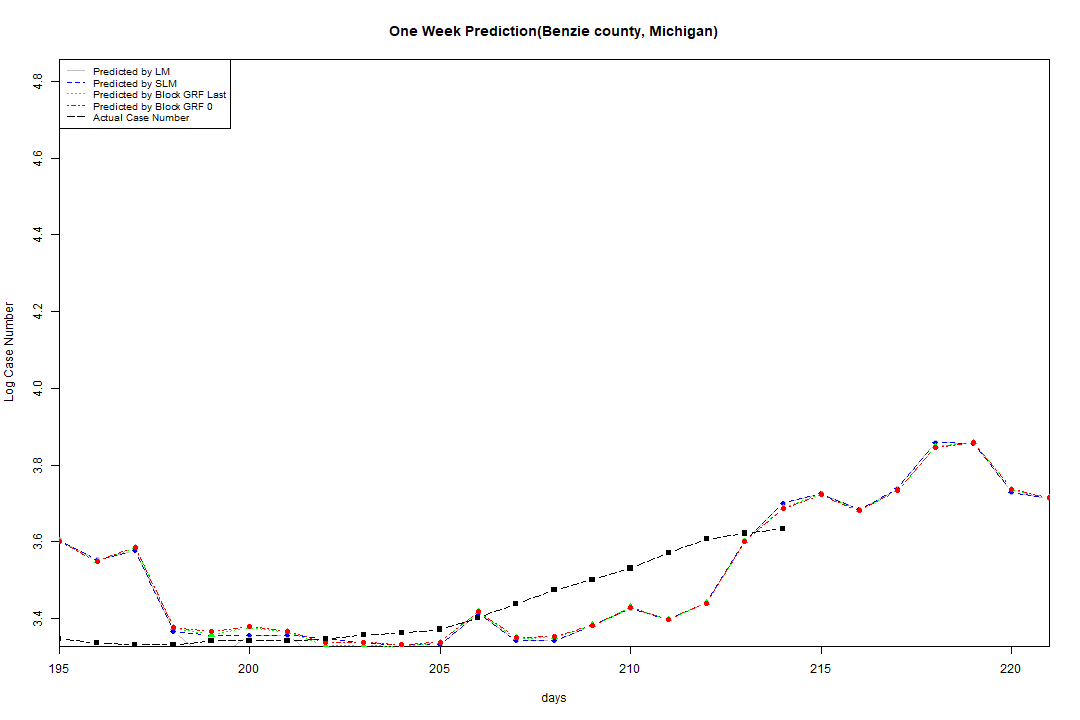 One Week Prediction(Benzie county, Michigan)
Predicted by LM
Predicted by SLM
Predicted by Block GRF Last
Predicted by Block GRF 0
Actual Case Number
4.8
4.6
4.4
4.2
4.0
3.8
3.6
3.4
Log Case Number
195 200 205 210 215 220
days